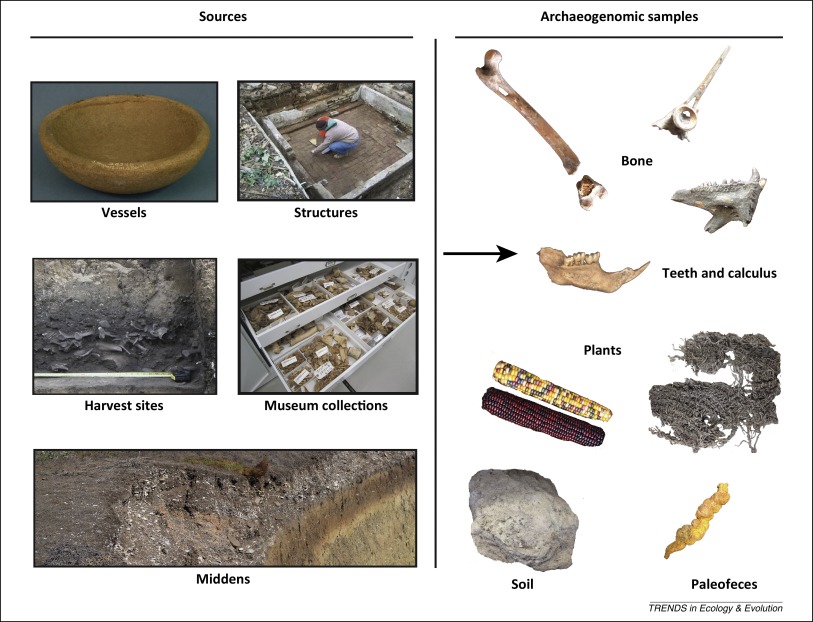 Sources
Archaeogenomic samples
Vessels
Structures
Harvest sites
Museum collections
Middens
Bone
Teeth and calculus
Plants
Soil
Paleofeces
TRENDS in Ecology & Evolution